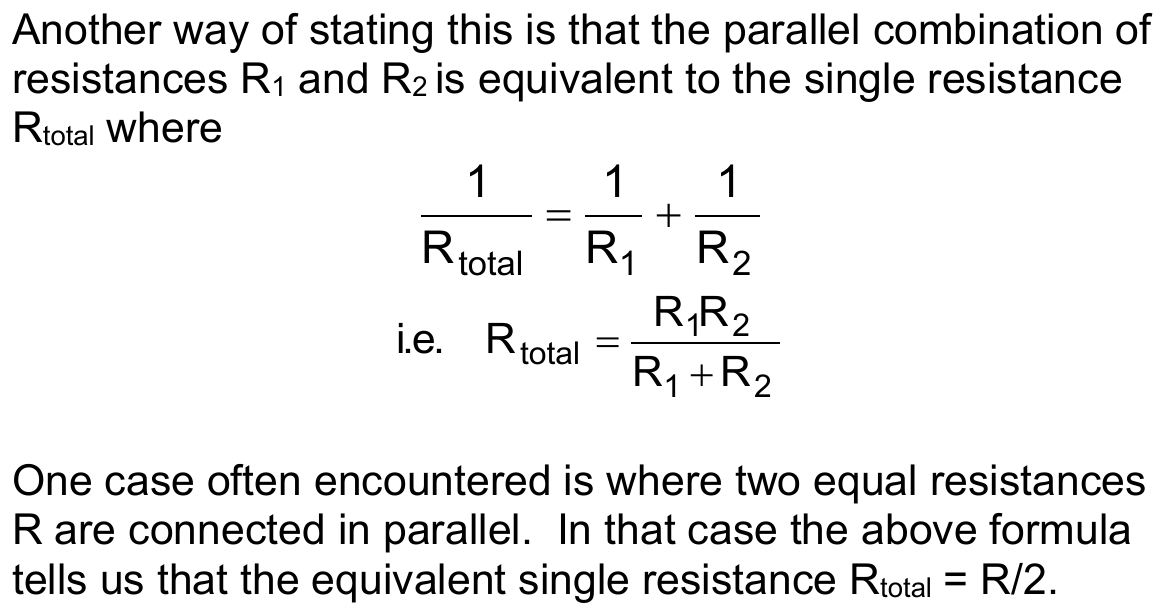 Another way of stating this is that the parallel combination of
resistances R₁ and R₂ is equivalent to the single resistance
Rtotal where
1/Rtotal = 1/R₁ + 1/R₂
i.e. Rtotal = R₁R₂/R₁ + R₂
One case often encountered is where two equal resistances
R are connected in parallel. In that case the above formula
tells us that the equivalent single resistance Rtotal = R/2.